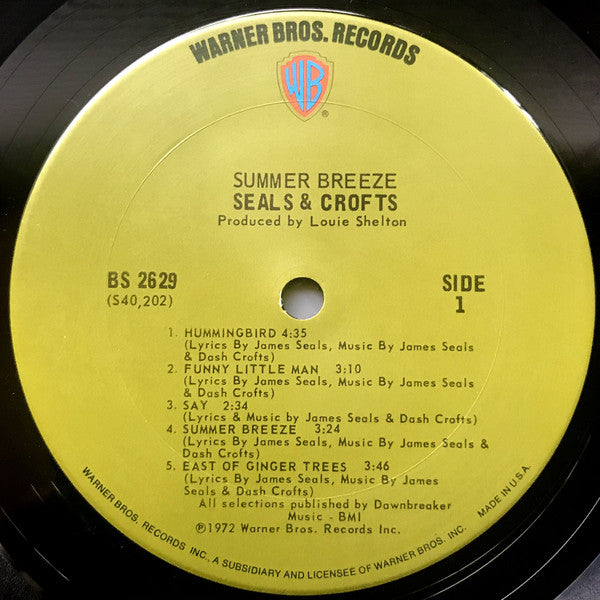 WARNER BROS. RECORDS
WB
®
SUMMER BREEZE
SEALS & CROFTS
Produced by Louie Shelton
BS 2629
(S40,202)
SIDE
1
1. HUMMINGBIRD 4:35
(Lyrics By James Seals, Music By James Seals
& Dash Crofts)
2. FUNNY LITTLE MAN 3:10
(Lyrics By James Seals, Music By James Seals
& Dash Crofts)
3. SAY 2:34
(Lyrics & Music by James Seals & Dash Crofts)
4. SUMMER BREEZE 3:24
(Lyrics By James Seals, Music By James Seals &
Dash Crofts)
5. EAST OF GINGER TREES 3:46
(Lyrics By James Seals, Music By James
Seals & Dash Crofts)
All selections published by Dawnbreaker
Music - BMI
℗1972 Warner Bros. Records Inc.
WARNER BROS. RECORDS INC., A SUBSIDIARY AND LICENSEE OF WARNER BROS. INC.
MADE IN U.S.A.